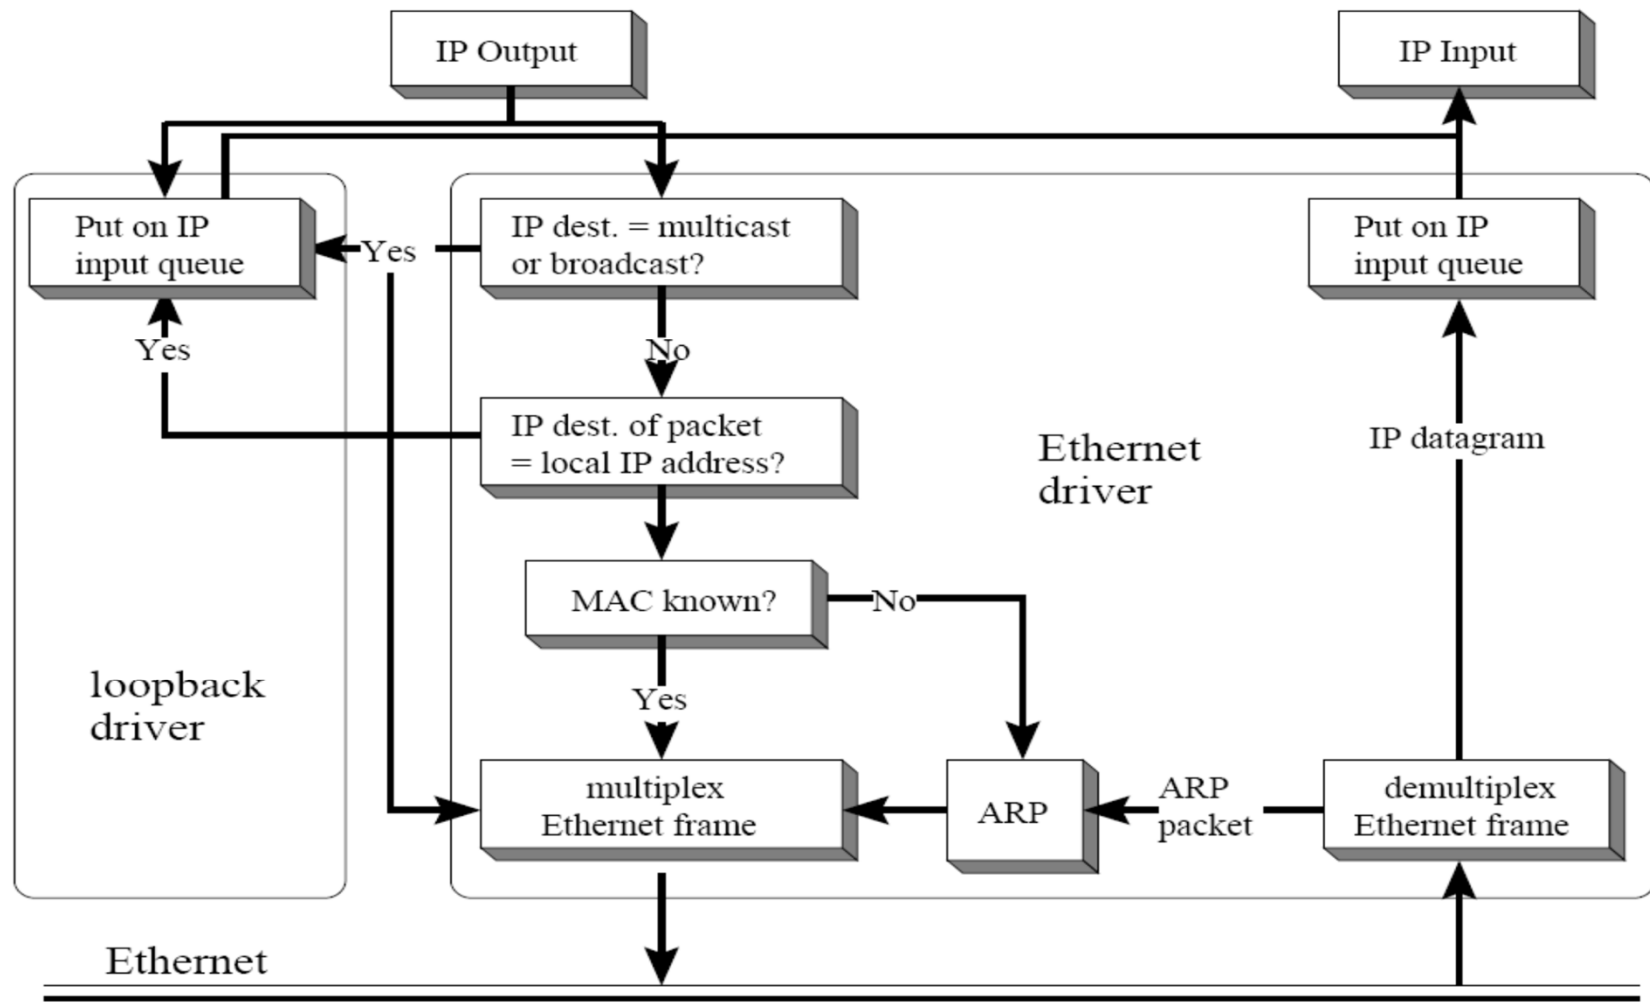 IP Output
IP Input
Put on IP
input queue
Yes
IP dest. = multicast
or broadcast?
Put on IP
input queue
Yes
No
IP dest. of packet
= local IP address?
Ethernet
driver
IP datagram
MAC known?
No
loopback
driver
Yes
multiplex
Ethernet frame
ARP
ARP
packet
demultiplex
Ethernet frame
Ethernet